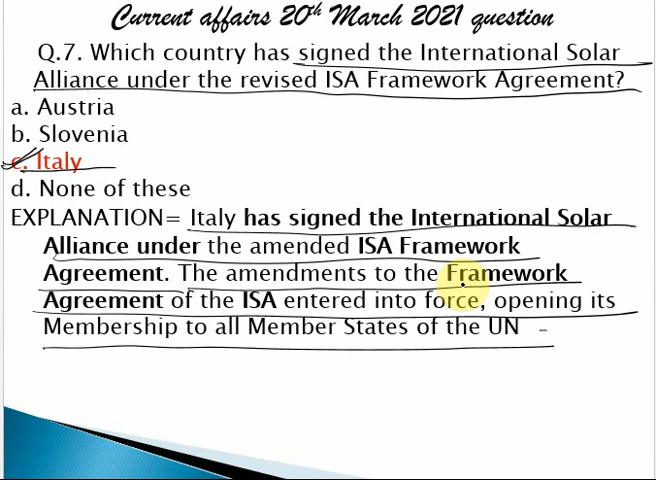 Current affairs 20th March 2021 question
Q.7. Which country has signed the International Solar
Alliance under the revised ISA Framework Agreement?
a. Austria
b. Slovenia
c. Italy
d. None of these
EXPLANATION= Italy has signed the International Solar
Alliance under the amended ISA Framework
Agreement. The amendments to the Framework
Agreement of the ISA entered into force, opening its
Membership to all Member States of the UN